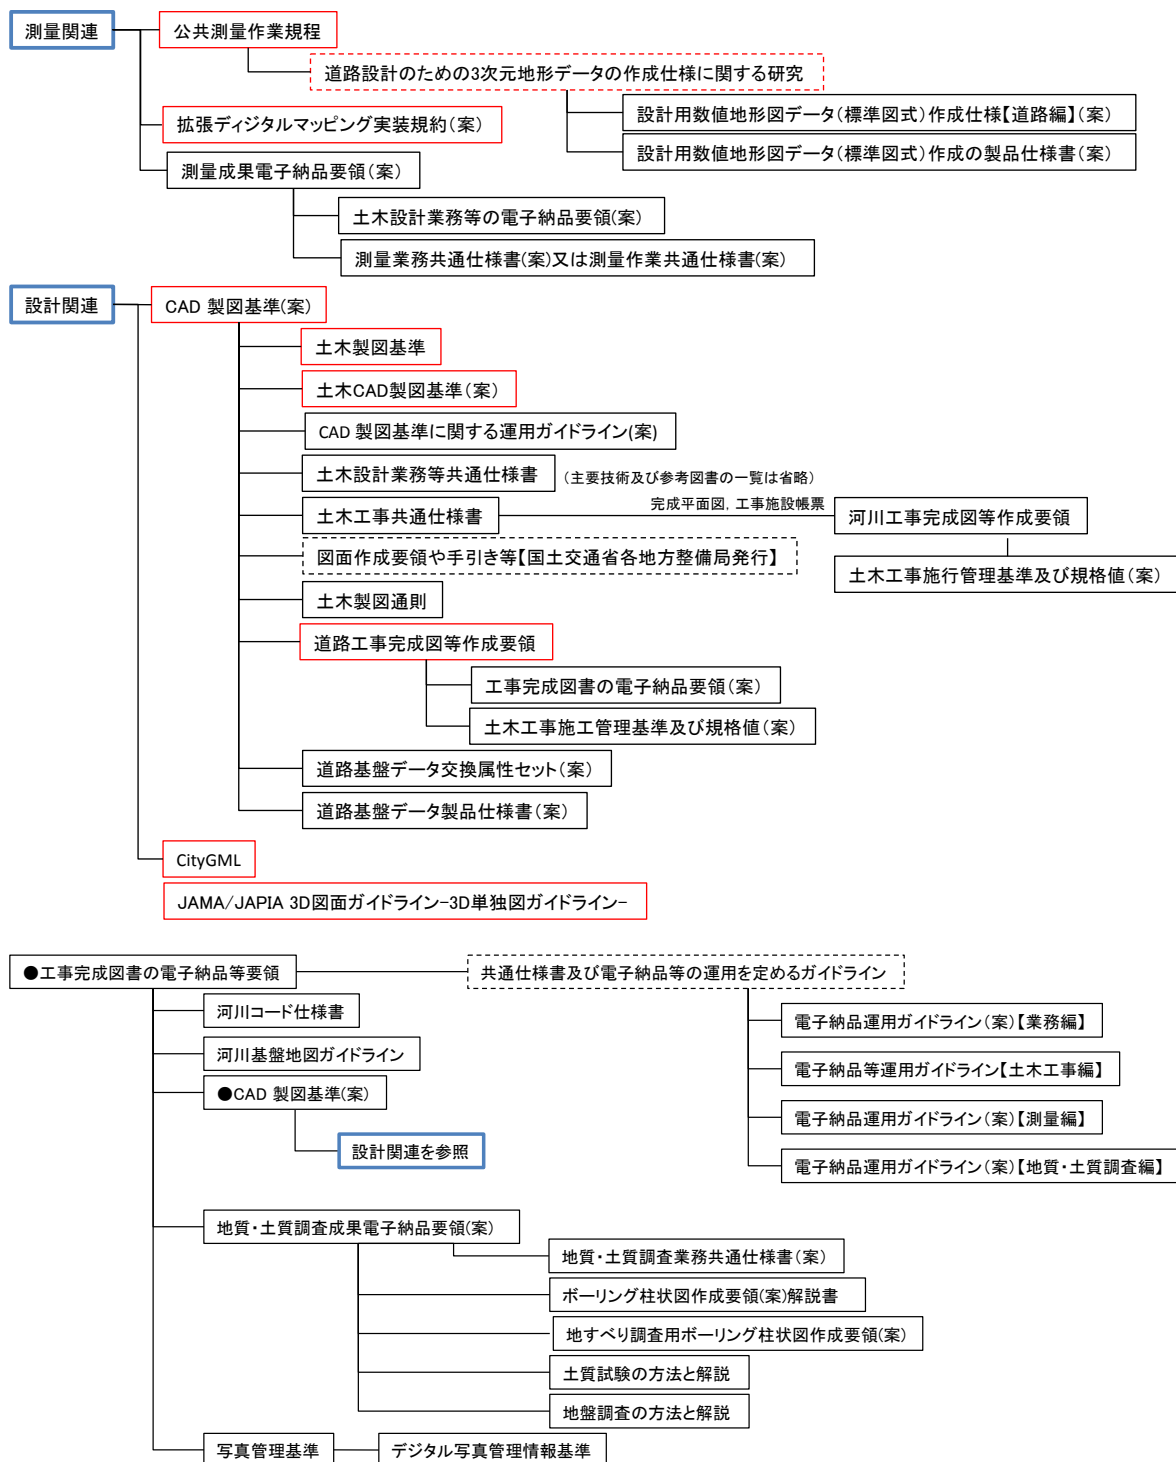 測量関連
公共測量作業規程
道路設計のための3次元地形データの作成仕様に関する研究
設計用数値地形図データ(標準図式)作成仕様【道路編】(案)
拡張ディジタルマッピング実装規約(案)
設計用数値地形図データ(標準図式)作成の製品仕様書(案)
測量成果電子納品要領(案)
土木設計業務等の電子納品要領(案)
測量業務共通仕様書(案)又は測量作業共通仕様書(案)
設計関連
CAD 製図基準(案)
土木製図基準
土木CAD製図基準(案)
CAD 製図基準に関する運用ガイドライン(案)
土木設計業務等共通仕様書
(主要技術及び参考図書の一覧は省略)
土木工事共通仕様書
完成平面図, 工事施設帳票
河川工事完成図等作成要領
図面作成要領や手引き等【国土交通省各地方整備局発行】
土木工事施行管理基準及び規格値(案)
土木製図通則
道路工事完成図等作成要領
工事完成図書の電子納品要領(案)
土木工事施工管理基準及び規格値(案)
道路基盤データ交換属性セット(案)
道路基盤データ製品仕様書(案)
CityGML
JAMA/JAPIA 3D図面ガイドライン-3D単独図ガイドライン-
●工事完成図書の電子納品等要領
共通仕様書及び電子納品等の運用を定めるガイドライン
河川コード仕様書
電子納品運用ガイドライン(案)【業務編】
河川基盤地図ガイドライン
電子納品等運用ガイドライン【土木工事編】
●CAD 製図基準(案)
電子納品運用ガイドライン(案)【測量編】
設計関連を参照
電子納品運用ガイドライン(案)【地質・土質調査編】
地質・土質調査成果電子納品要領(案)
地質・土質調査業務共通仕様書(案)
ボーリング柱状図作成要領(案)解説書
地すべり調査用ボーリング柱状図作成要領(案)
土質試験の方法と解説
地盤調査の方法と解説
写真管理基準
デジタル写真管理情報基準